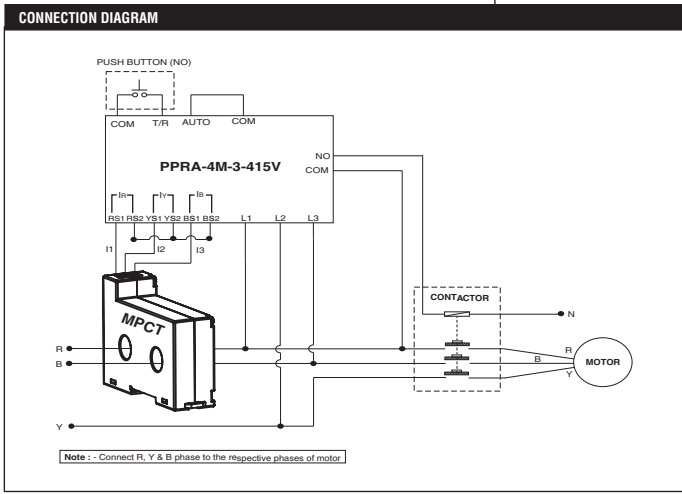 CONNECTION DIAGRAM
PUSH BUTTON (NO)
COM T/R AUTO COM
PPRA-4M-3-415V
NO
COM
IR IY IB
RS1 RS2 YS1 YS2 BS1 BS2 L1 L2 L3
I1 I2 I3
CONTACTOR
N
MPCT
R
B
R
B
Y
MOTOR
Y
Note : - Connect R, Y & B phase to the respective phases of motor